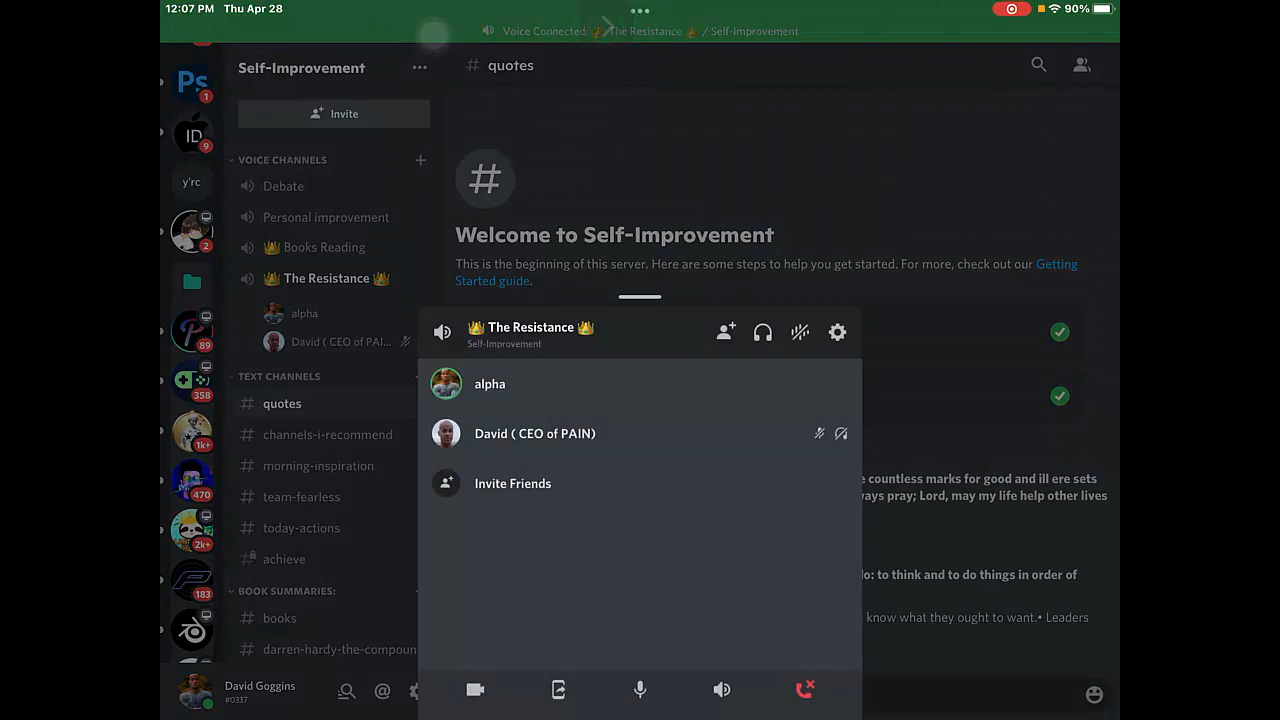 12:07 PM Thu Apr 28
90%
Voice Connected: 👑 The Resistance 👑 / Self-Improvement
Self-Improvement
# quotes
Ps
1
ID
9
y'rc
2
89
358
1k+
470
2k+
183
Invite
VOICE CHANNELS
Debate
Personal improvement
👑 Books Reading
👑 The Resistance 👑
alpha
David ( CEO of PAI...
TEXT CHANNELS
# quotes
# channels-i-recommend
# morning-inspiration
# team-fearless
# today-actions
# achieve
BOOK SUMMARIES:
# books
# darren-hardy-the-compoun
David Goggins
#0337
Welcome to Self-Improvement
This is the beginning of this server. Here are some steps to help you get started. For more, check out our Getting
Started guide.
👑 The Resistance 👑
Self-Improvement
alpha
David ( CEO of PAIN)
Invite Friends
countless marks for good and ill ere sets
ays pray; Lord, may my life help other lives
do: to think and to do things in order of
know what they ought to want.• Leaders